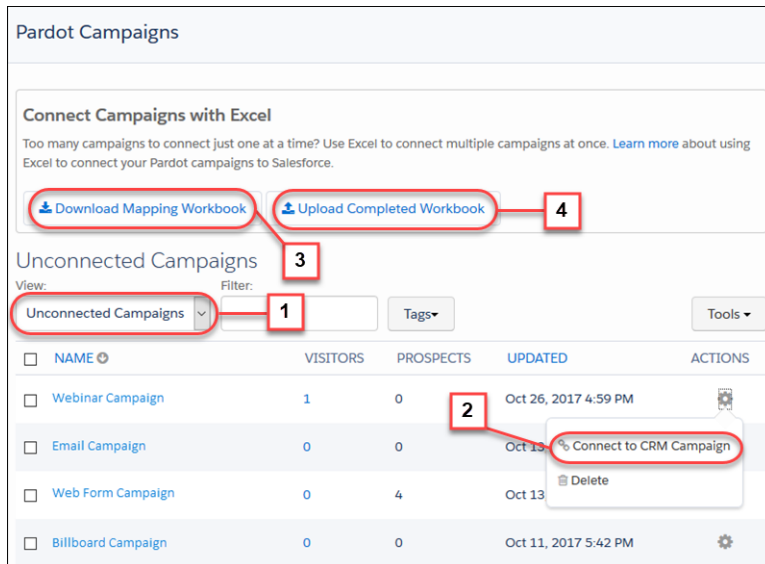 Pardot Campaigns
Connect Campaigns with Excel
Too many campaigns to connect just one at a time? Use Excel to connect multiple campaigns at once. Learn more about using
Excel to connect your Pardot campaigns to Salesforce.
Download Mapping Workbook Upload Completed Workbook 4
3
Unconnected Campaigns
View: Filter:
Unconnected Campaigns 1 Tags Tools
NAME VISITORS PROSPECTS UPDATED ACTIONS
Webinar Campaign 1 0 Oct 26, 2017 4:59 PM
2
Email Campaign 0 0 Oct 13 Connect to CRM Campaign
Delete
Web Form Campaign 0 4 Oct 13
Billboard Campaign 0 0 Oct 11, 2017 5:42 PM